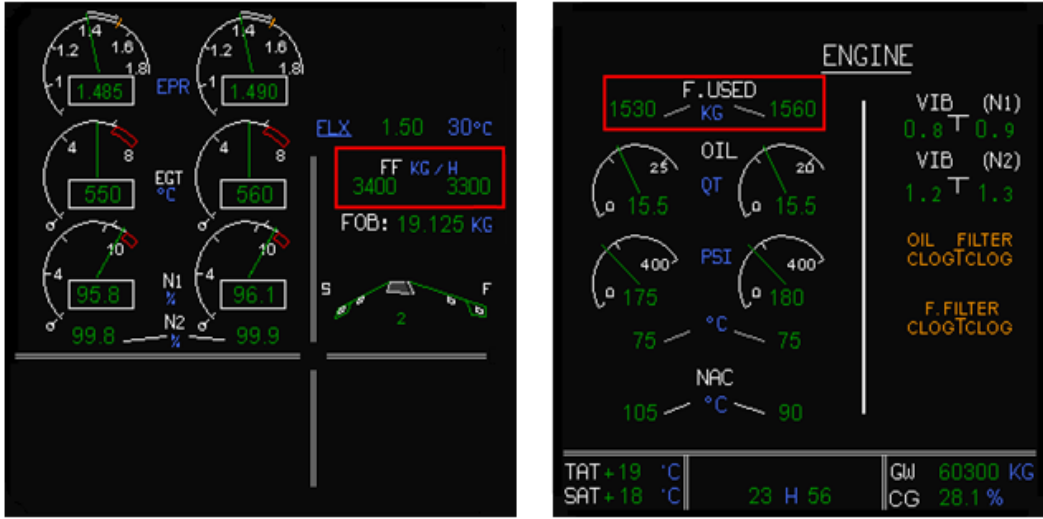 1.2 1.4 1.6 1.8 1.2 1.4 1.6 1.8
1 1.485 EPR 1 1.490
FLX 1.50 30°C
4 8 EGT 4 8
550 °C 560
FF KG/H
3400 3300
FOB: 19.125 KG
4 10 N1 4 10
95.8 % 96.1
S F
2
N2
99.8 % 99.9
ENGINE
F.USED
1530 KG 1560
VIB (N1)
0.8 0.9
OIL
25 20
QT
0 15.5 0 15.5
VIB (N2)
1.2 1.3
PSI
400 400
0 175 0 180
OIL FILTER
CLOG CLOG
75 °C 75
F.FILTER
CLOG CLOG
NAC
105 °C 90
TAT +19 °C
SAT +18 °C
23 H 56
GW 60300 KG
CG 28.1 %